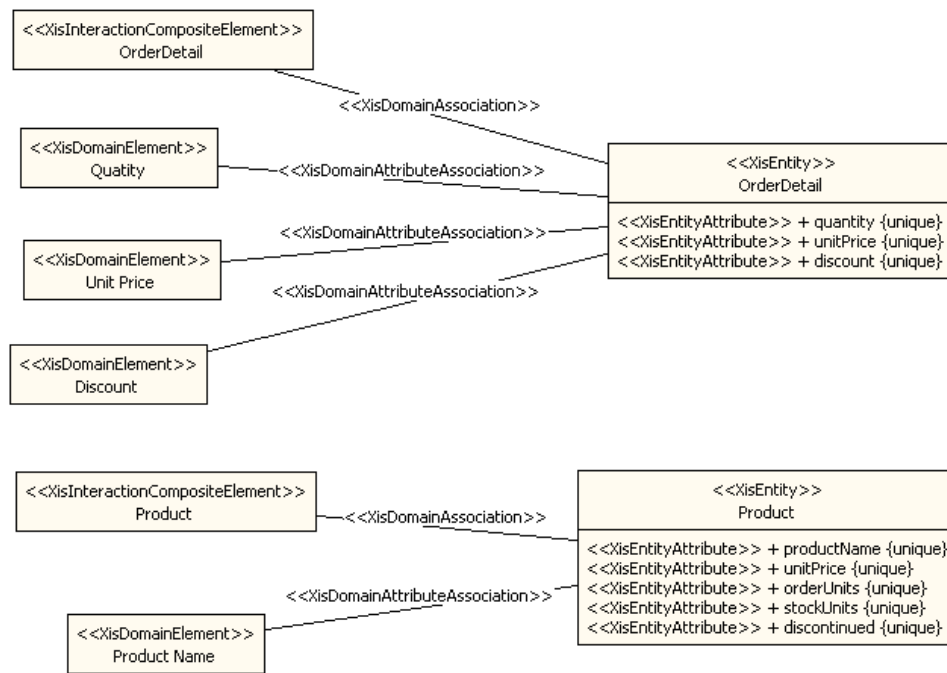 <<XisInteractionCompositeElement>>
OrderDetail
<<XisDomainAssociation>>
<<XisDomainElement>>
Quatity
<<XisDomainAttributeAssociation>>
<<XisEntity>>
OrderDetail
<<XisEntityAttribute>> + quantity {unique}
<<XisEntityAttribute>> + unitPrice {unique}
<<XisEntityAttribute>> + discount {unique}
<<XisDomainAttributeAssociation>>
<<XisDomainElement>>
Unit Price
<<XisDomainAttributeAssociation>>
<<XisDomainElement>>
Discount
<<XisInteractionCompositeElement>>
Product
<<XisDomainAssociation>>
<<XisEntity>>
Product
<<XisEntityAttribute>> + productName {unique}
<<XisEntityAttribute>> + unitPrice {unique}
<<XisEntityAttribute>> + orderUnits {unique}
<<XisEntityAttribute>> + stockUnits {unique}
<<XisEntityAttribute>> + discontinued {unique}
<<XisDomainAttributeAssociation>>
<<XisDomainElement>>
Product Name